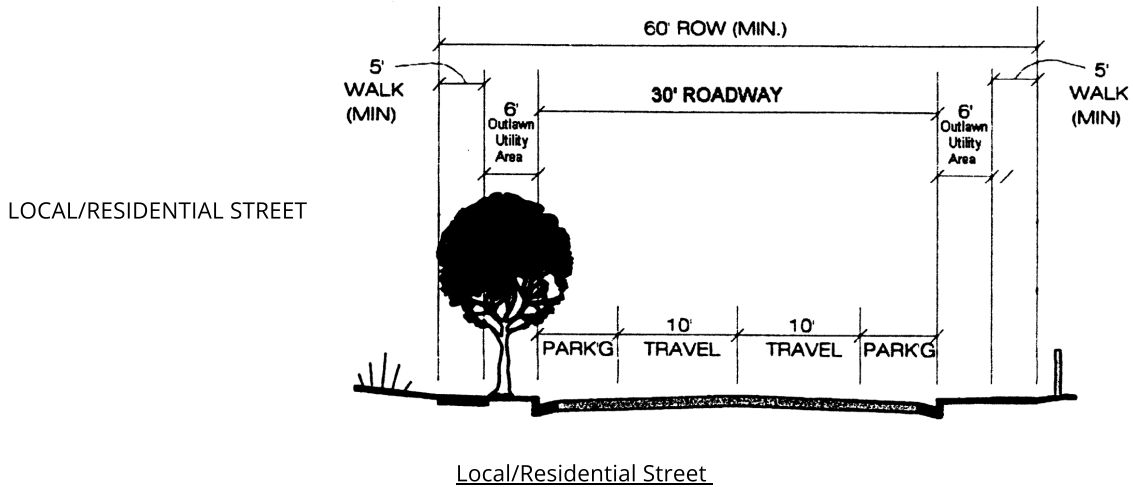 60' ROW (MIN.)
5'
WALK
(MIN)
6'
Outlawn
Utility
Area
30' ROADWAY
6'
Outlawn
Utility
Area
5'
WALK
(MIN)
LOCAL/RESIDENTIAL STREET
PARK'G
10'
TRAVEL
10'
TRAVEL
PARK'G
Local/Residential Street